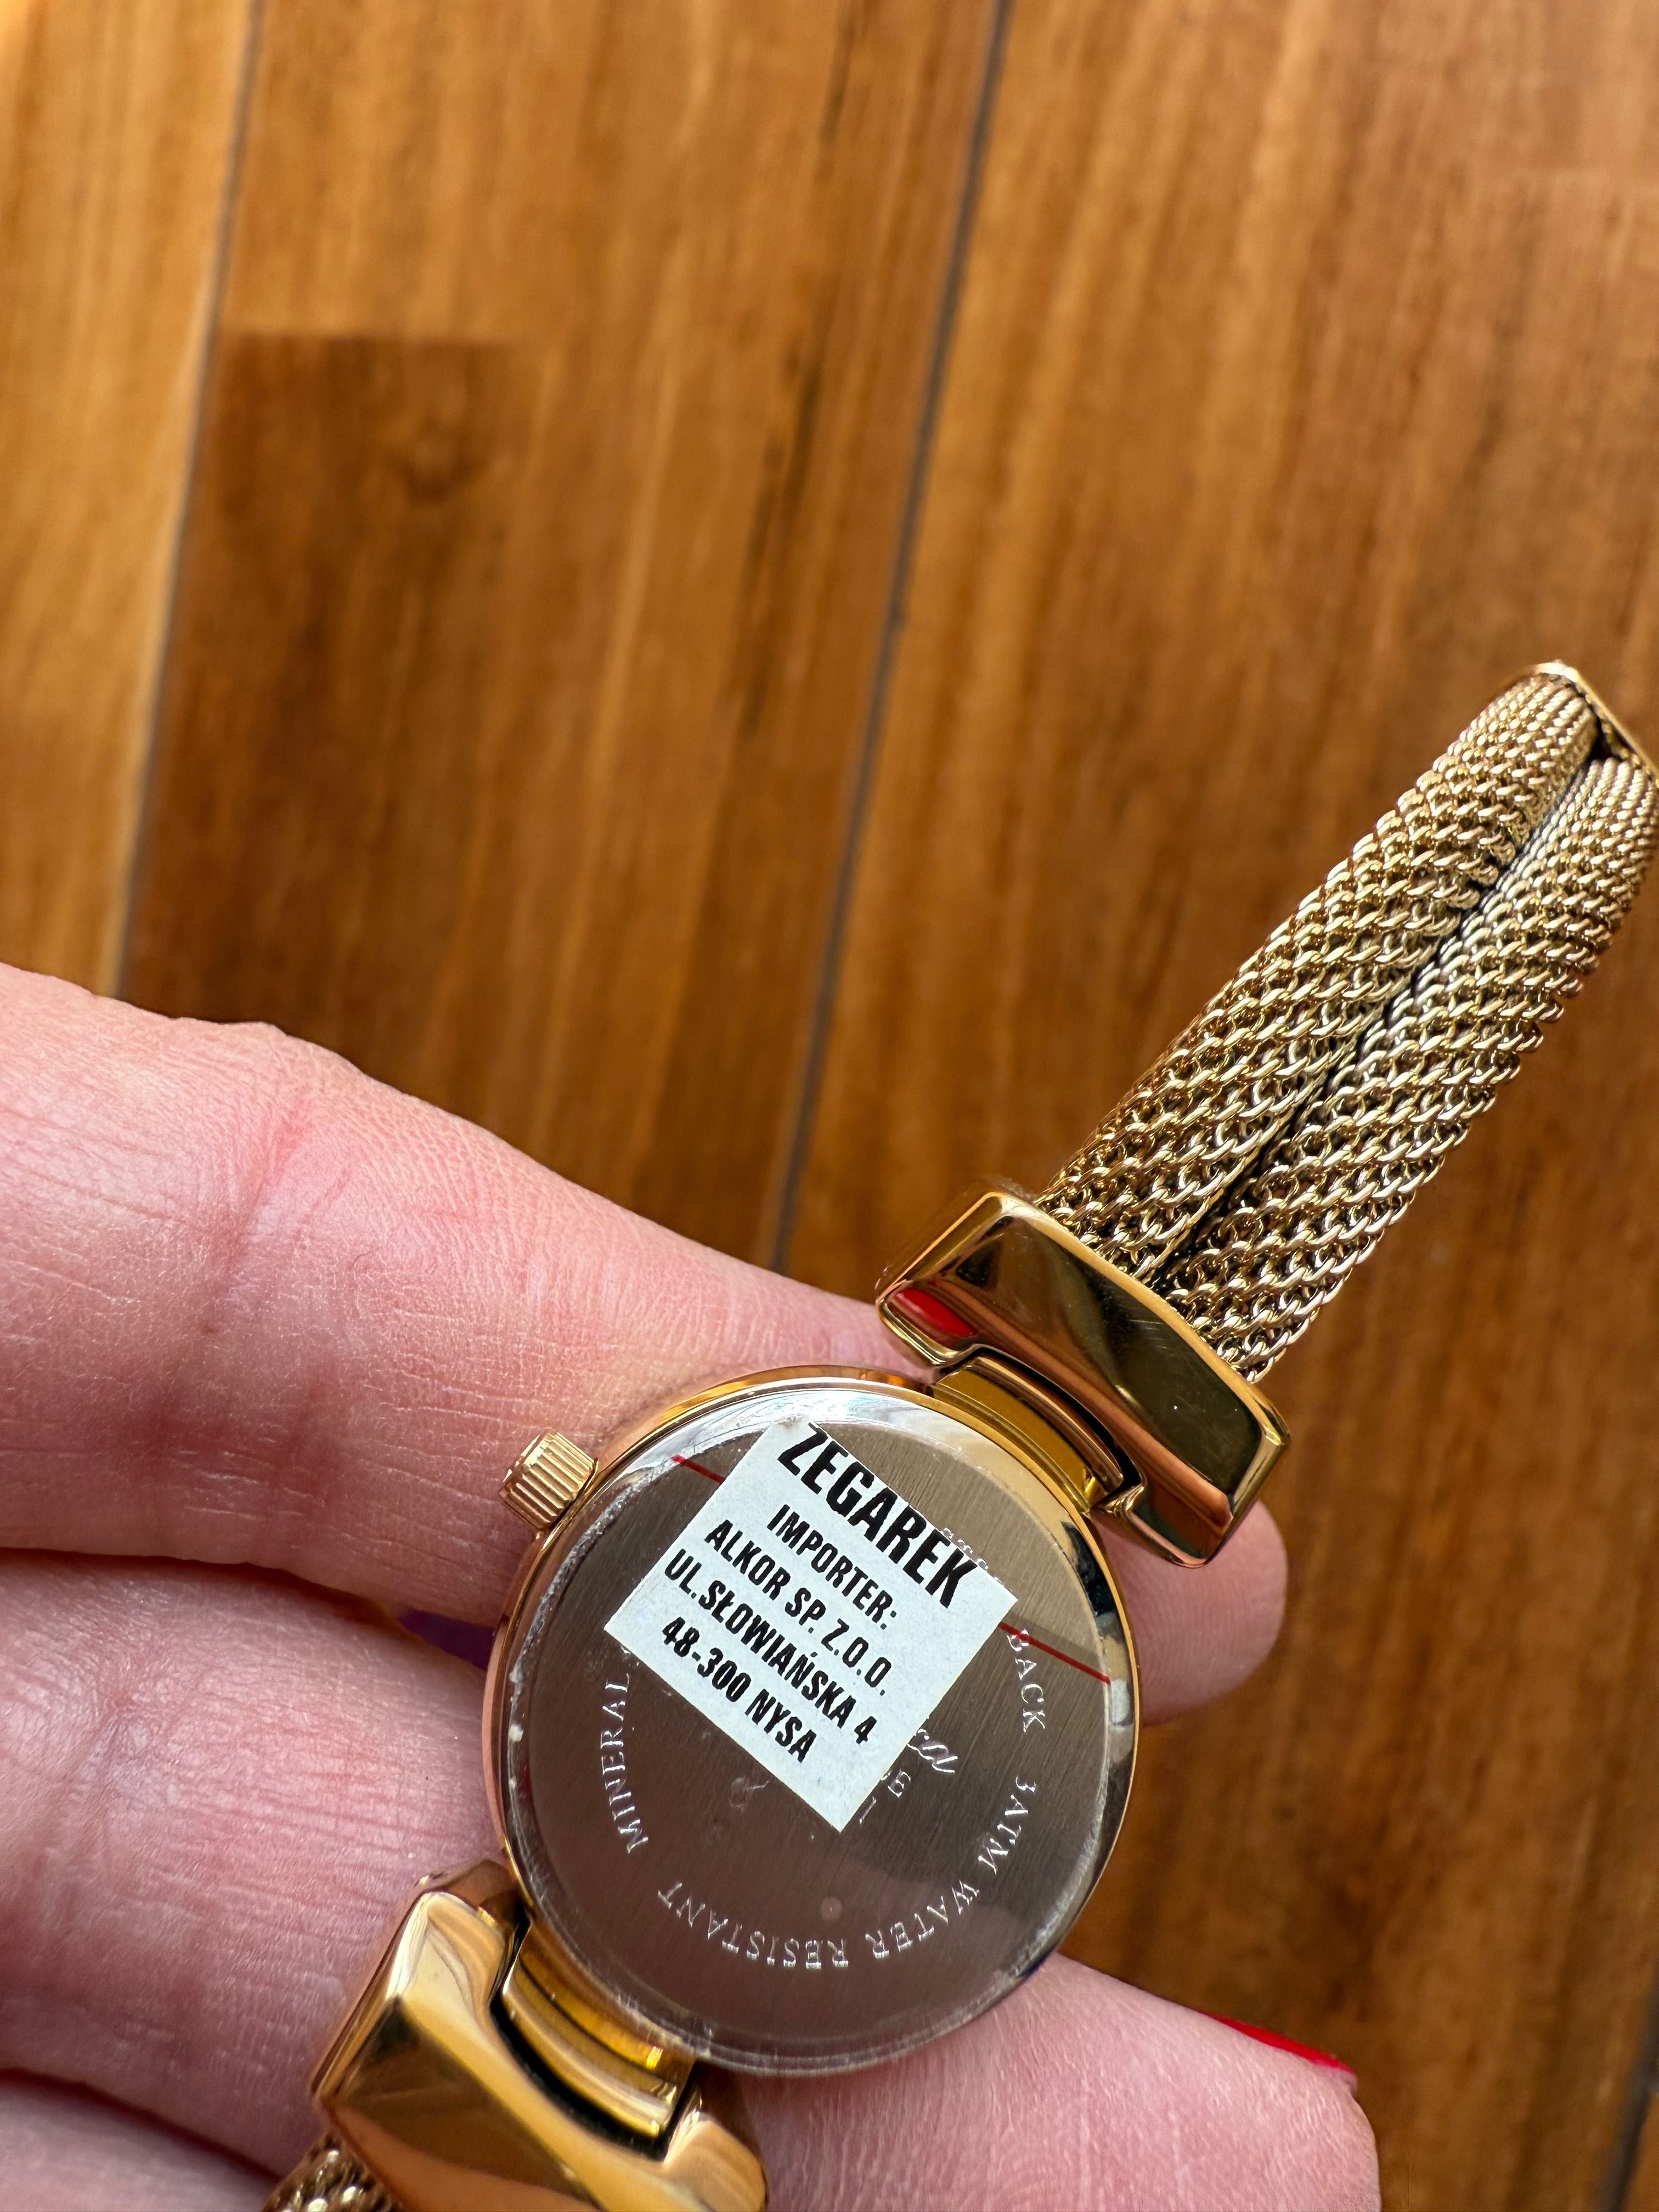 ZEGAREK
IMPORTER:
ALKOR SP. Z.O.O.
UL.SŁOWIAŃSKA 4
48-300 NYSA
BACK 3ATM WATER RESISTANT MINERAL